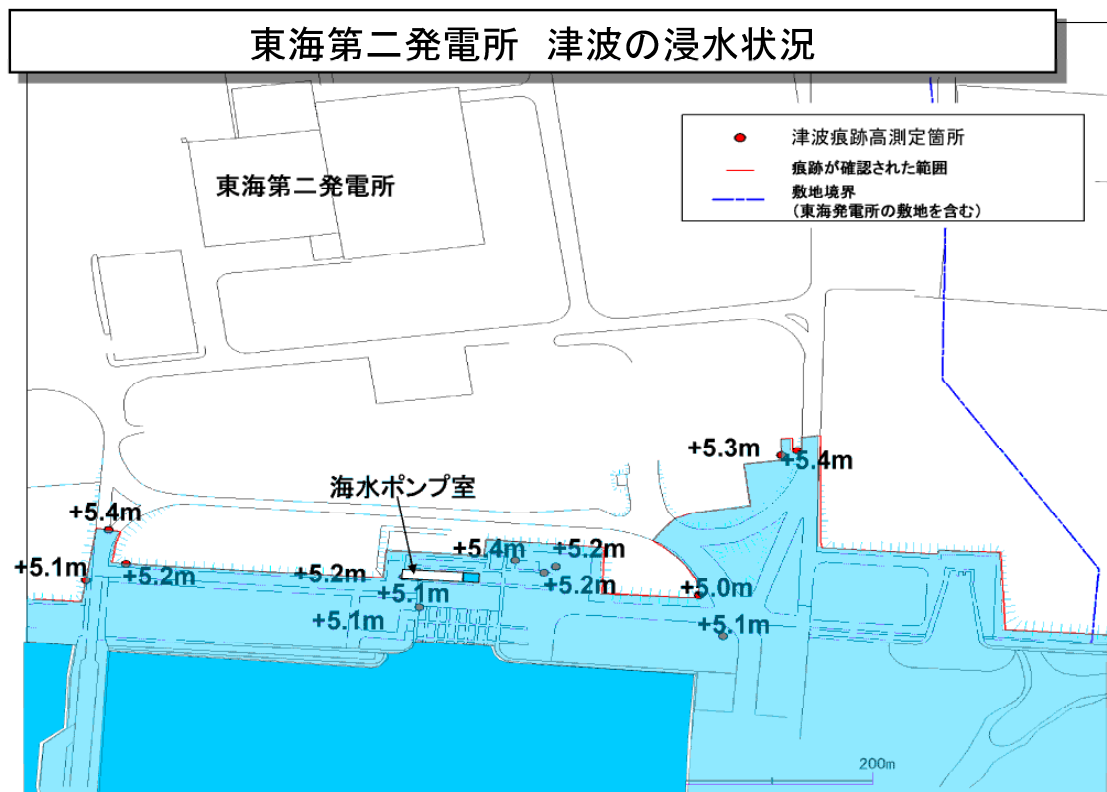 東海第二発電所　津波の浸水状況
津波痕跡高測定箇所
痕跡が確認された範囲
敷地境界
（東海発電所の敷地を含む）
東海第二発電所
+5.3m
+5.4m
海水ポンプ室
+5.4m
+5.4m
+5.2m
+5.1m
+5.2m
+5.2m
+5.2m
+5.1m
+5.0m
+5.1m
+5.1m
200m